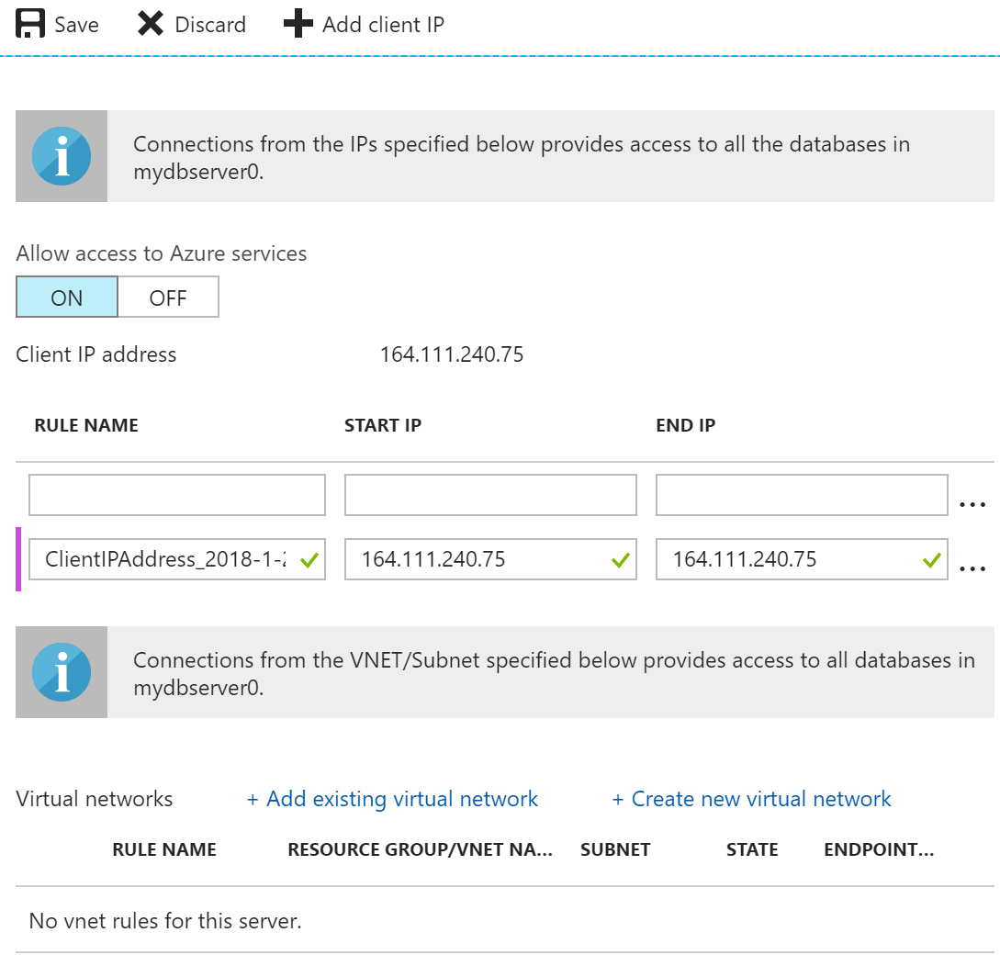 Save Discard Add client IP
Connections from the IPs specified below provides access to all the databases in
mydbserver0.
Allow access to Azure services
ON OFF
Client IP address 164.111.240.75
RULE NAME START IP END IP
ClientIPAddress_2018-1- 164.111.240.75 164.111.240.75
Connections from the VNET/Subnet specified below provides access to all databases in
mydbserver0.
Virtual networks + Add existing virtual network + Create new virtual network
RULE NAME RESOURCE GROUP/VNET NA... SUBNET STATE ENDPOINT...
No vnet rules for this server.